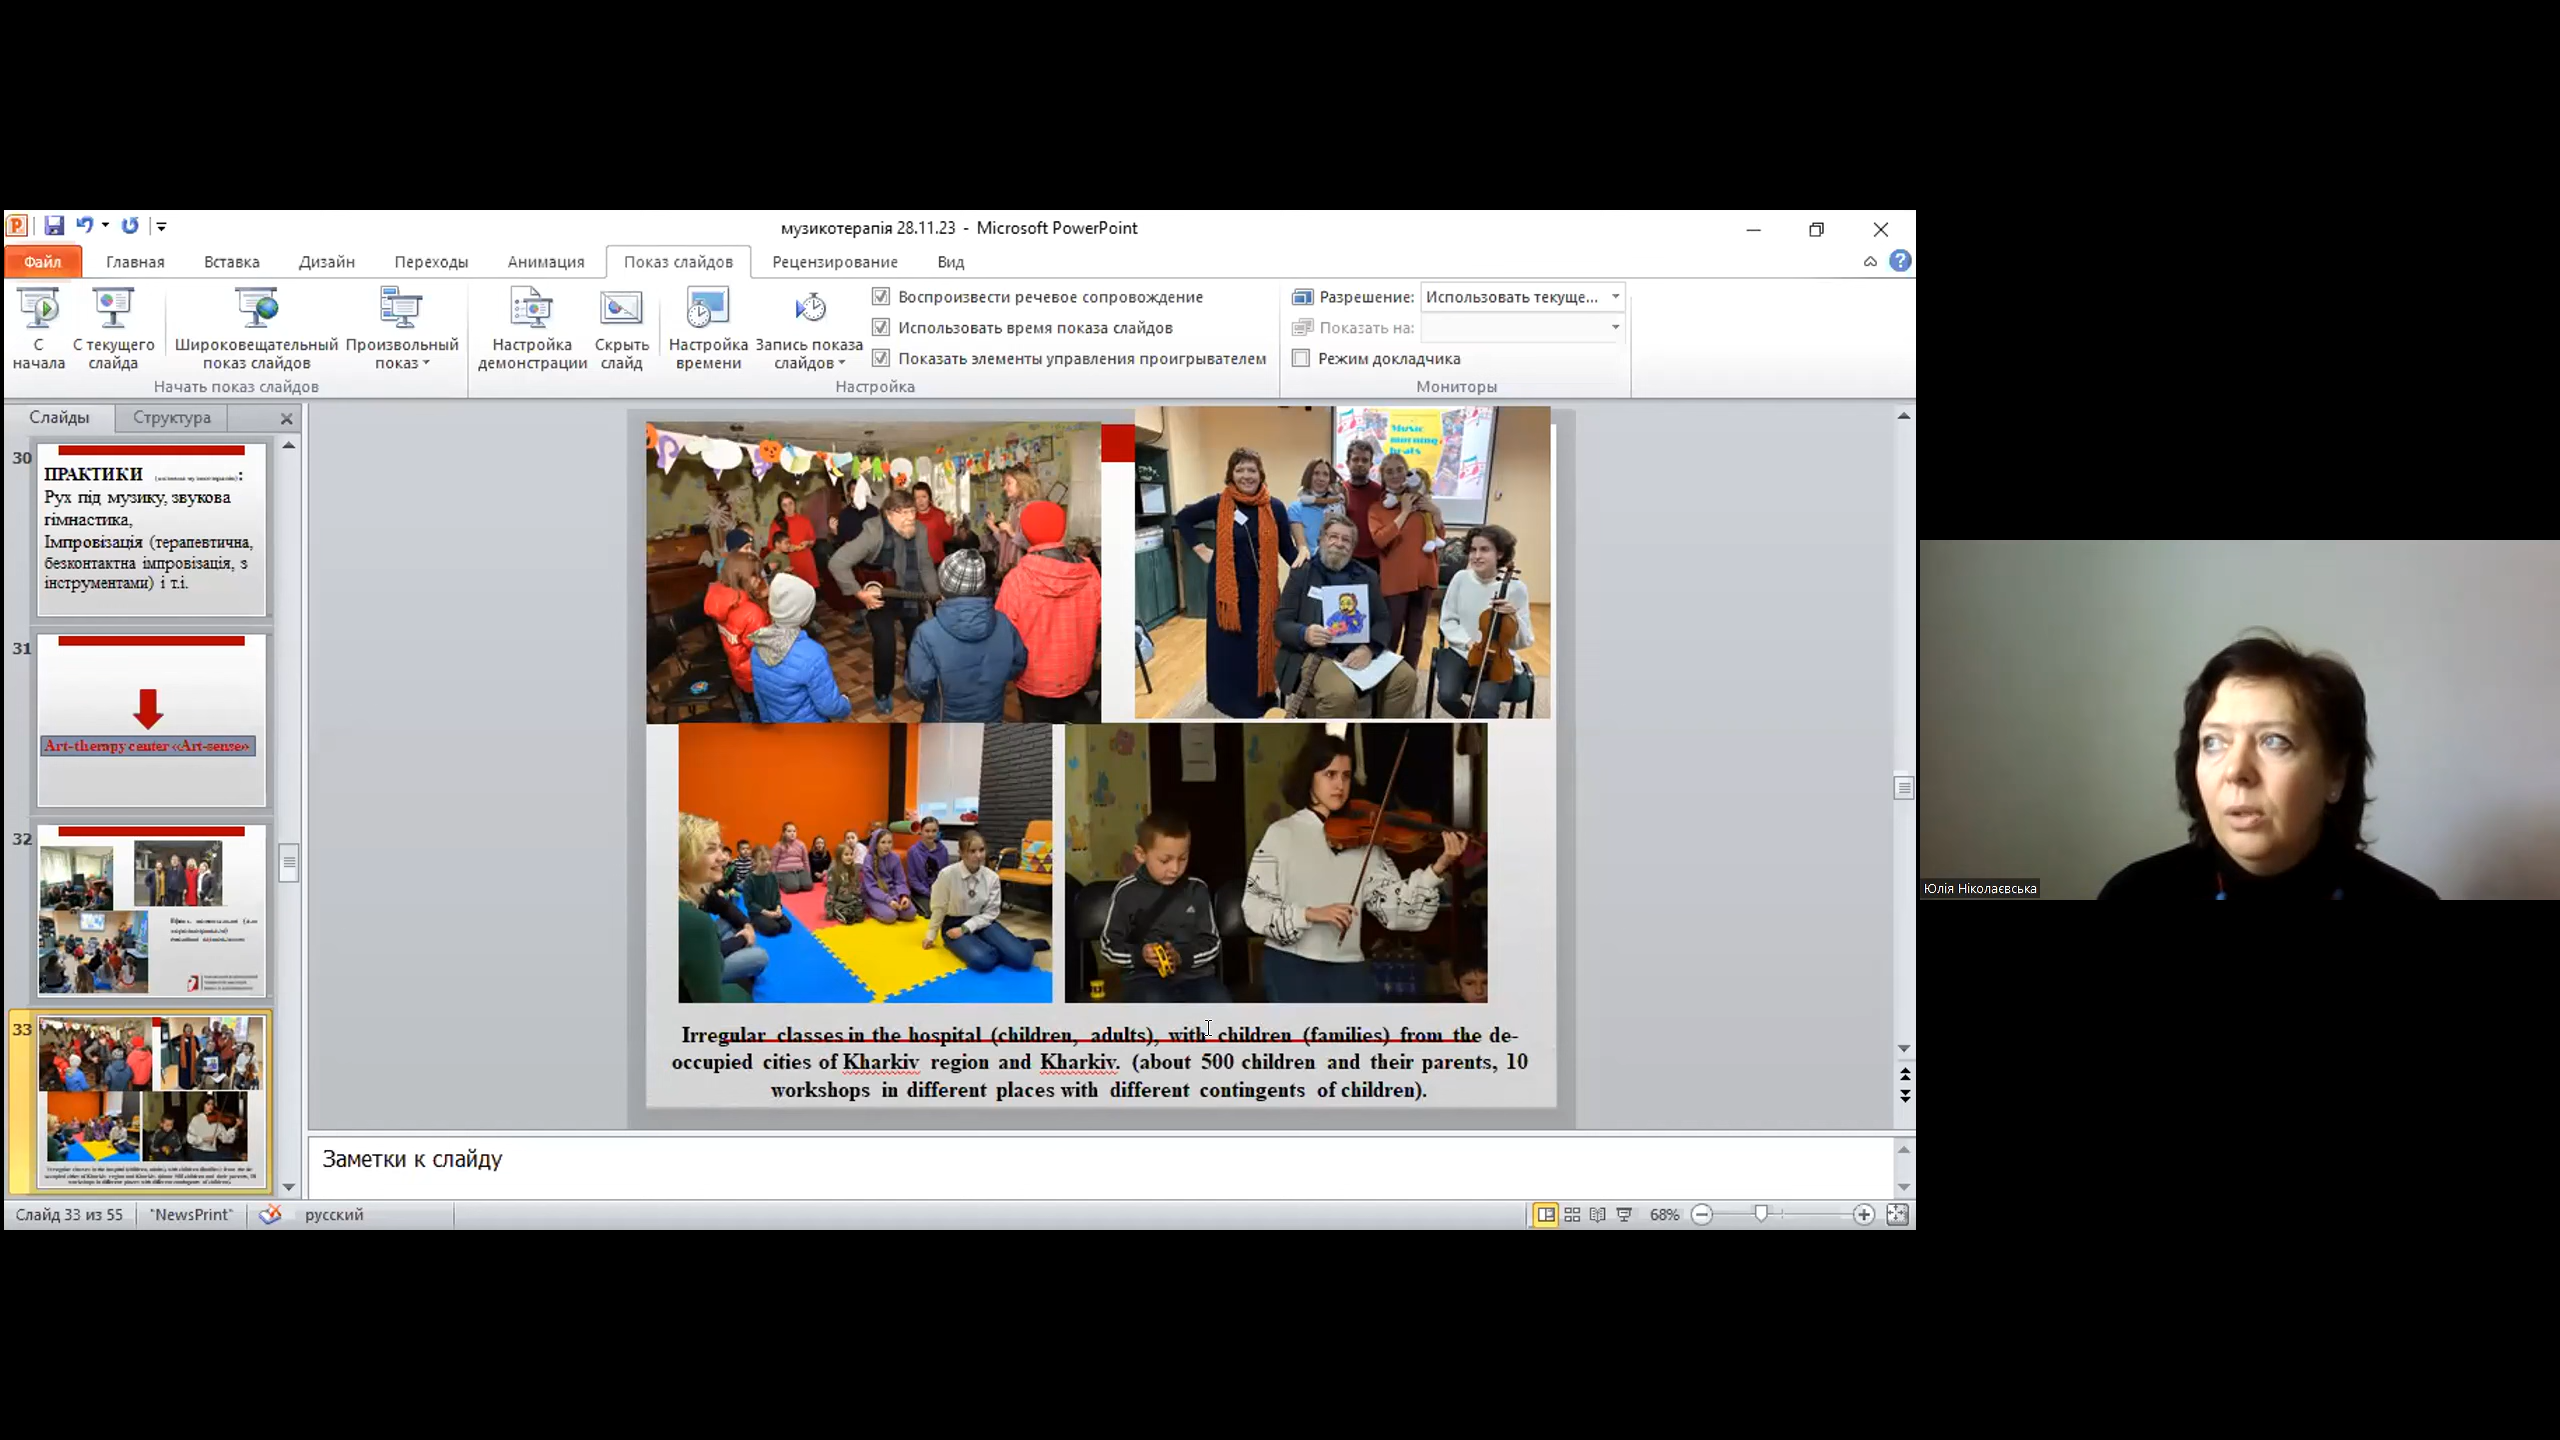 музикотерапія 28.11.23 - Microsoft PowerPoint
Файл Главная Вставка Дизайн Переходы Анимация Показ слайдов Рецензирование Вид
С начала
С текущего слайда
Широковещательный показ слайдов
Произвольный показ
Начать показ слайдов
Настройка демонстрации
Скрыть слайд
Настройка времени
Запись показа слайдов
Воспроизвести речевое сопровождение
Использовать время показа слайдов
Показать элементы управления проигрывателем
Настройка
Разрешение: Использовать текуще...
Показать на:
Режим докладчика
Мониторы
Слайды Структура
30
ПРАКТИКИ :
Рух під музику, звукова
гімнастика,
Імпровізація (терапевтична,
безконтактна імпровізація, з
інструментами) і т.і.
31
Art-therapy center «Art-sense»
32
33
Music
morning
beats
Irregular classes in the hospital (children, adults), with children (families) from the de-
occupied cities of Kharkiv region and Kharkiv. (about 500 children and their parents, 10
workshops in different places with different contingents of children).
Заметки к слайду
Слайд 33 из 55 "NewsPrint" русский 68%
Юлія Ніколаєвська